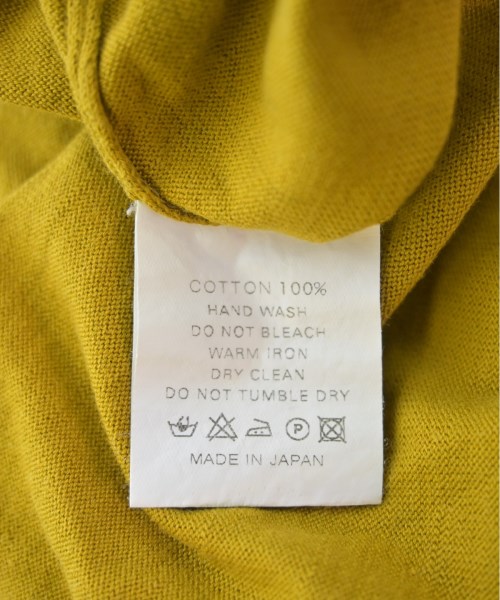 COTTON 100%
HAND WASH
DO NOT BLEACH
WARM IRON
DRY CLEAN
DO NOT TUMBLE DRY
P
MADE IN JAPAN